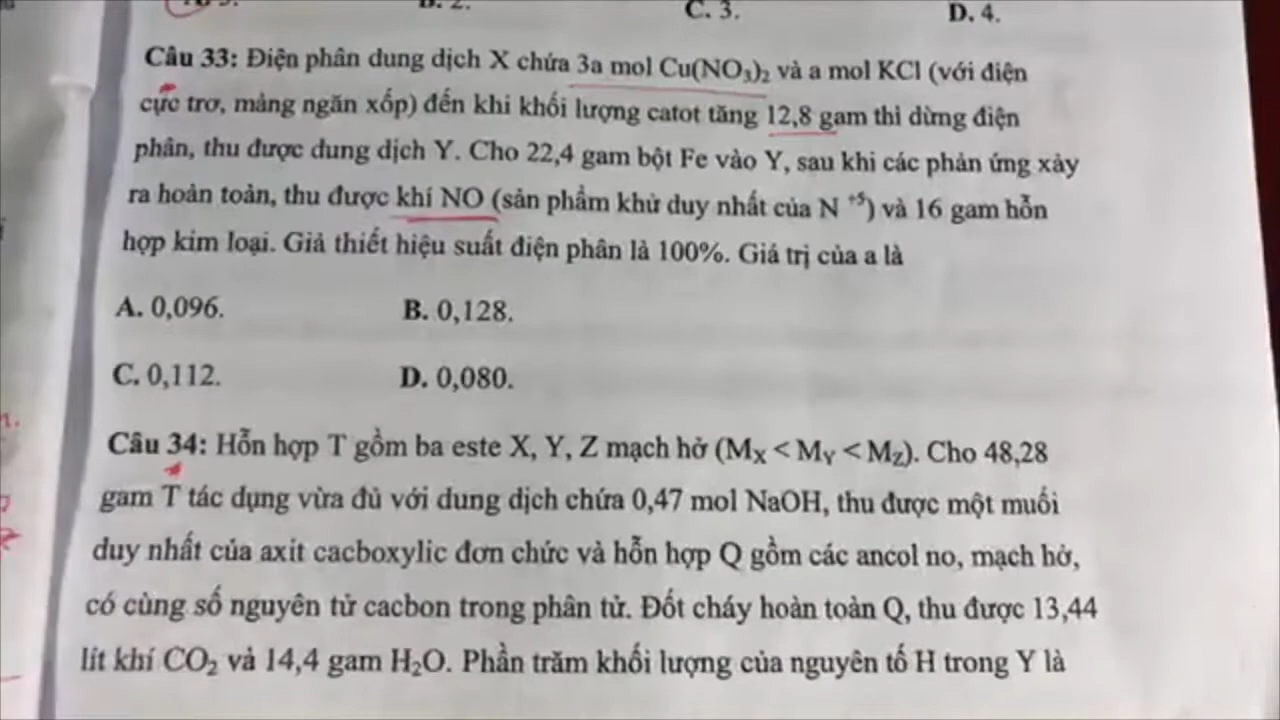 C. 3. D. 4.
Câu 33: Điện phân dung dịch X chứa 3a mol Cu(NO₃)₂ và a mol KCl (với điện
cực trơ, màng ngăn xốp) đến khi khối lượng catot tăng 12,8 gam thì dừng điện
phân, thu được dung dịch Y. Cho 22,4 gam bột Fe vào Y, sau khi các phản ứng xảy
ra hoàn toàn, thu được khí NO (sản phẩm khử duy nhất của N ⁺⁵) và 16 gam hỗn
hợp kim loại. Giả thiết hiệu suất điện phân là 100%. Giá trị của a là
A. 0,096. B. 0,128.
C. 0,112. D. 0,080.
Câu 34: Hỗn hợp T gồm ba este X, Y, Z mạch hở (Mₓ < Mᵧ < M_Z). Cho 48,28
gam T tác dụng vừa đủ với dung dịch chứa 0,47 mol NaOH, thu được một muối
duy nhất của axit cacboxylic đơn chức và hỗn hợp Q gồm các ancol no, mạch hở,
có cùng số nguyên tử cacbon trong phân tử. Đốt cháy hoàn toàn Q, thu được 13,44
lít khí CO₂ và 14,4 gam H₂O. Phần trăm khối lượng của nguyên tố H trong Y là